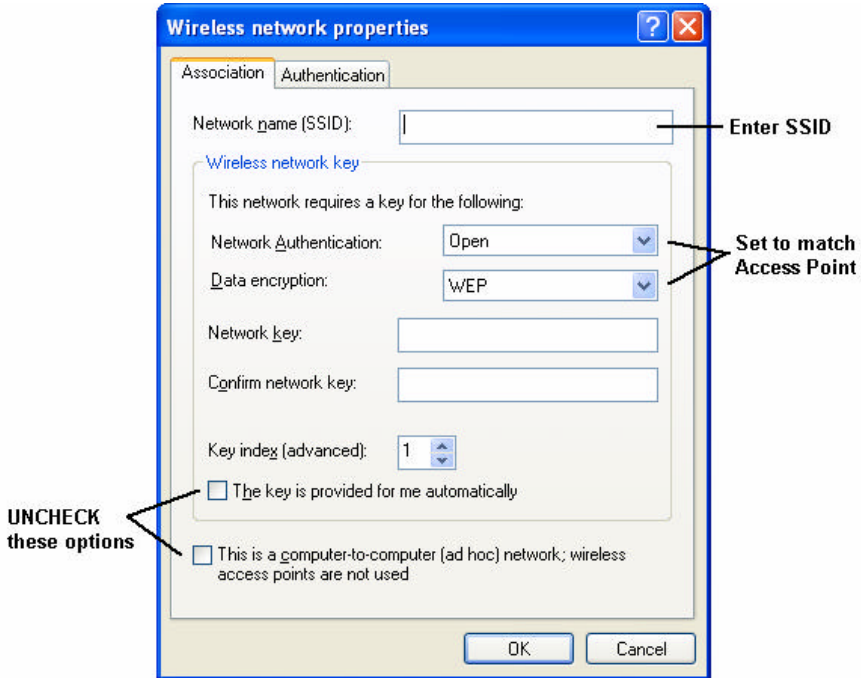 Wireless network properties
Association
Authentication
Network name (SSID):
Enter SSID
Wireless network key
This network requires a key for the following:
Network Authentication:
Open
Set to match
Access Point
Data encryption:
WEP
Network key:
Confirm network key:
Key index (advanced):
1
The key is provided for me automatically
UNCHECK
these options
This is a computer-to-computer (ad hoc) network; wireless
access points are not used
OK
Cancel